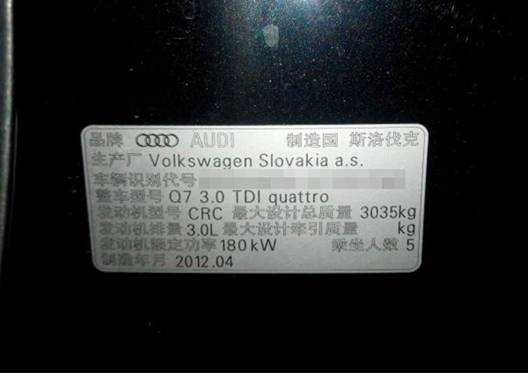 品牌 AUDI 制造国 斯洛伐克
生产厂 Volkswagen Slovakia a.s.
车辆识别代号
整车型号 Q7 3.0 TDI quattro
发动机型号 CRC 最大设计总质量 3035kg
发动机排量 3.0L 最大设计牵引质量 kg
发动机额定功率 180kW 乘坐人数 5
制造年月 2012.04